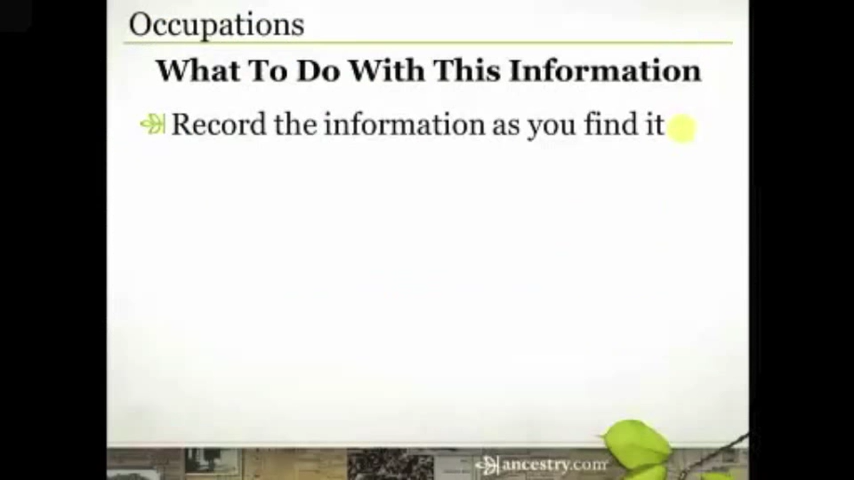 Occupations
What To Do With This Information
Record the information as you find it
ancestry.com